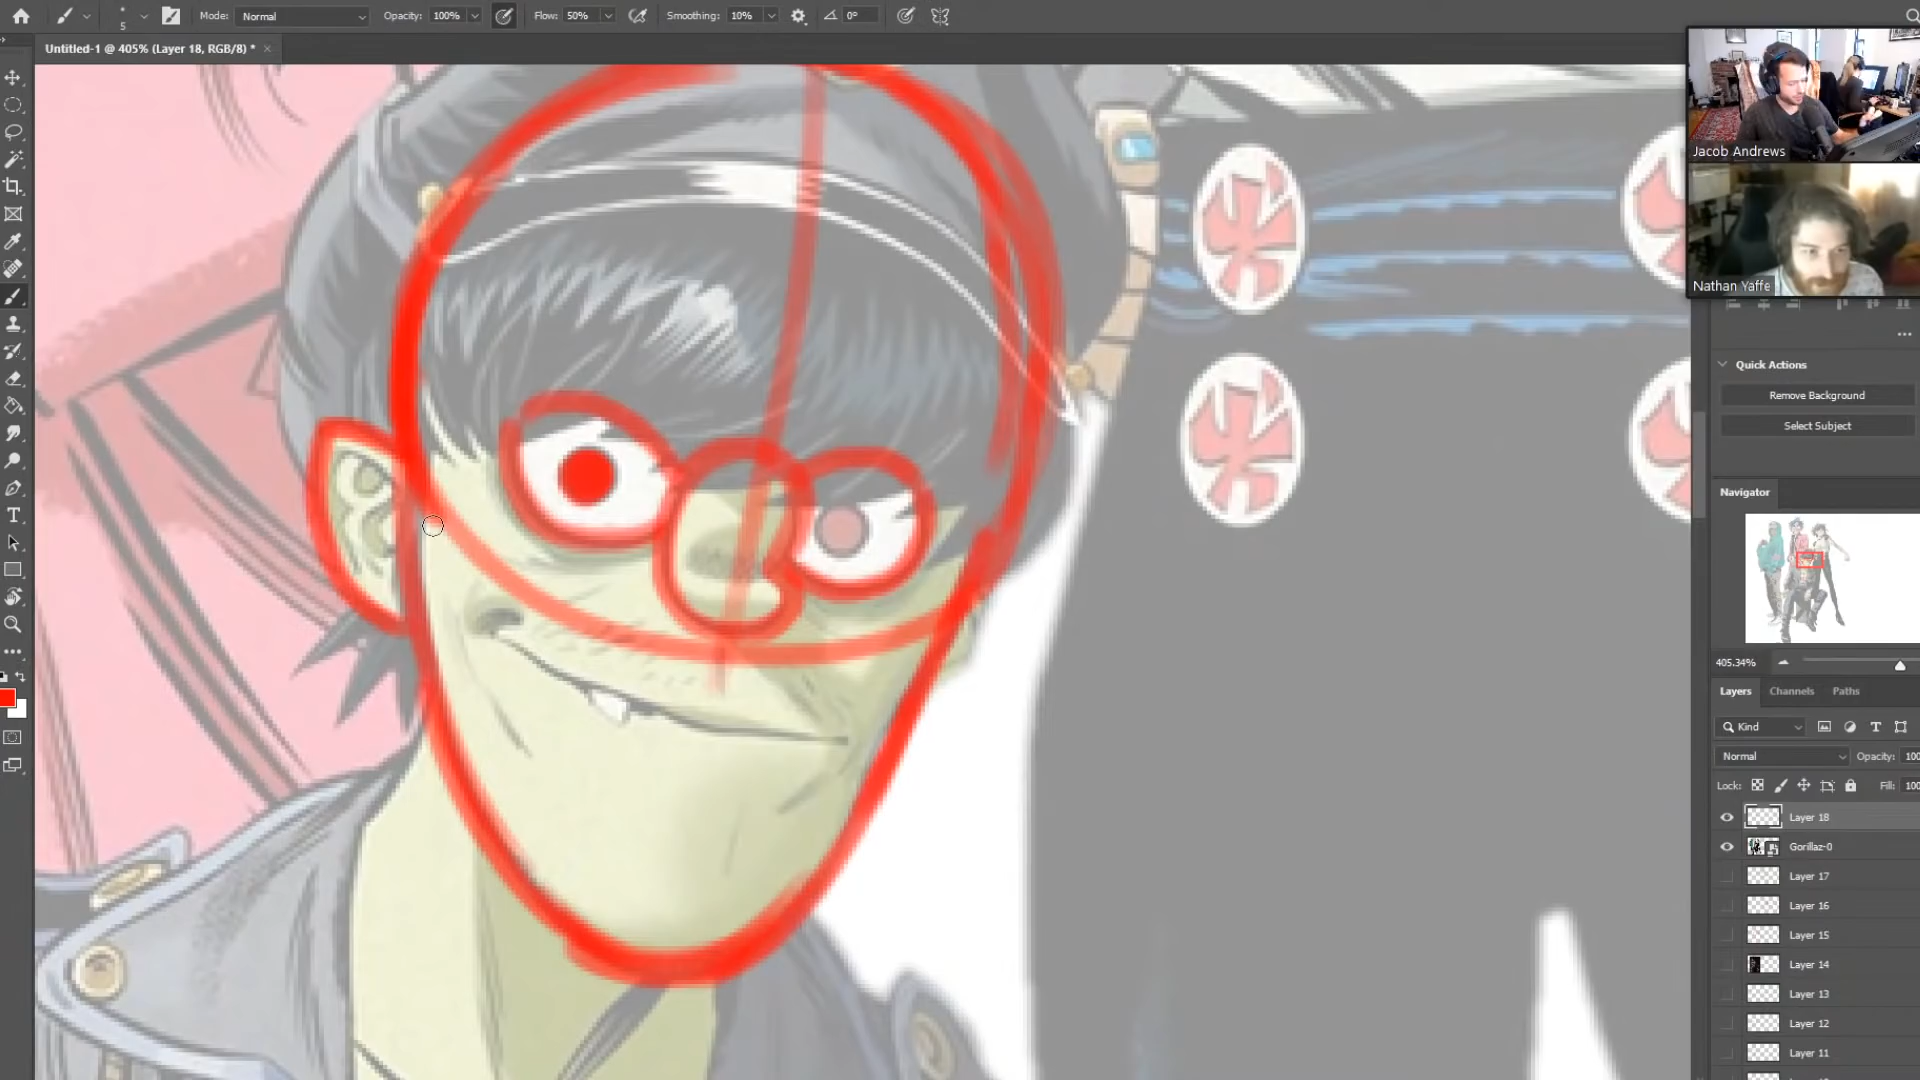 5
Mode: Normal
Opacity: 100%
Flow: 50%
Smoothing: 10%
0°
Untitled-1 @ 405% (Layer 18, RGB/8) *
Jacob Andrews
Nathan Yaffe
Quick Actions
Remove Background
Select Subject
Navigator
405.34%
Layers Channels Paths
Kind
Normal Opacity: 100
Lock: Fill: 100
Layer 18
Gorillaz-0
Layer 17
Layer 16
Layer 15
Layer 14
Layer 13
Layer 12
Layer 11